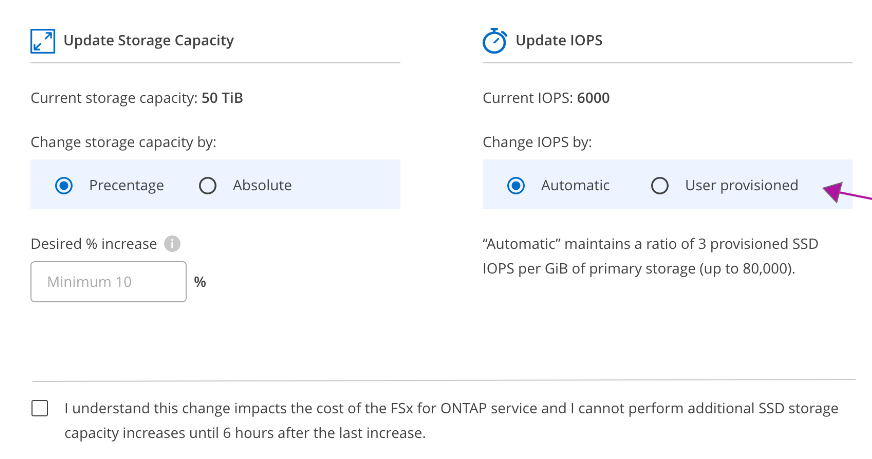 Update Storage Capacity
Current storage capacity: 50 TiB
Change storage capacity by:
Precentage
Absolute
Desired % increase i
Minimum 10 %
Update IOPS
Current IOPS: 6000
Change IOPS by:
Automatic
User provisioned
“Automatic” maintains a ratio of 3 provisioned SSD
IOPS per GiB of primary storage (up to 80,000).
I understand this change impacts the cost of the FSx for ONTAP service and I cannot perform additional SSD storage
capacity increases until 6 hours after the last increase.